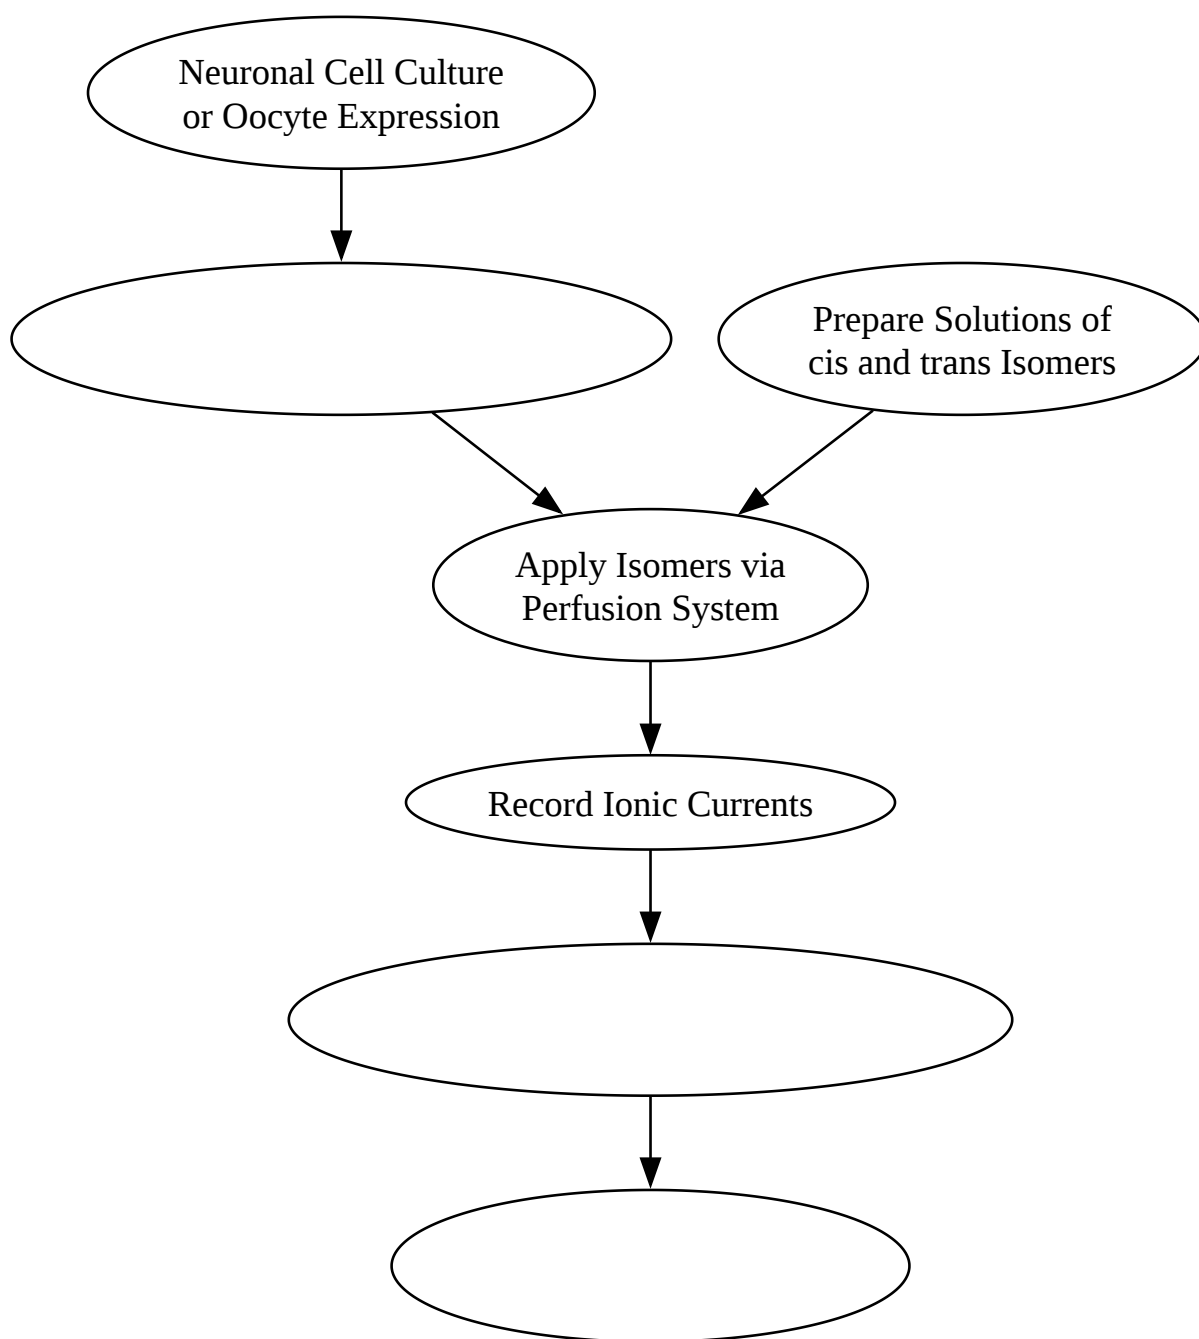 Neuronal Cell Culture
or Oocyte Expression
Prepare Solutions of
cis and trans Isomers
Apply Isomers via
Perfusion System
Record Ionic Currents